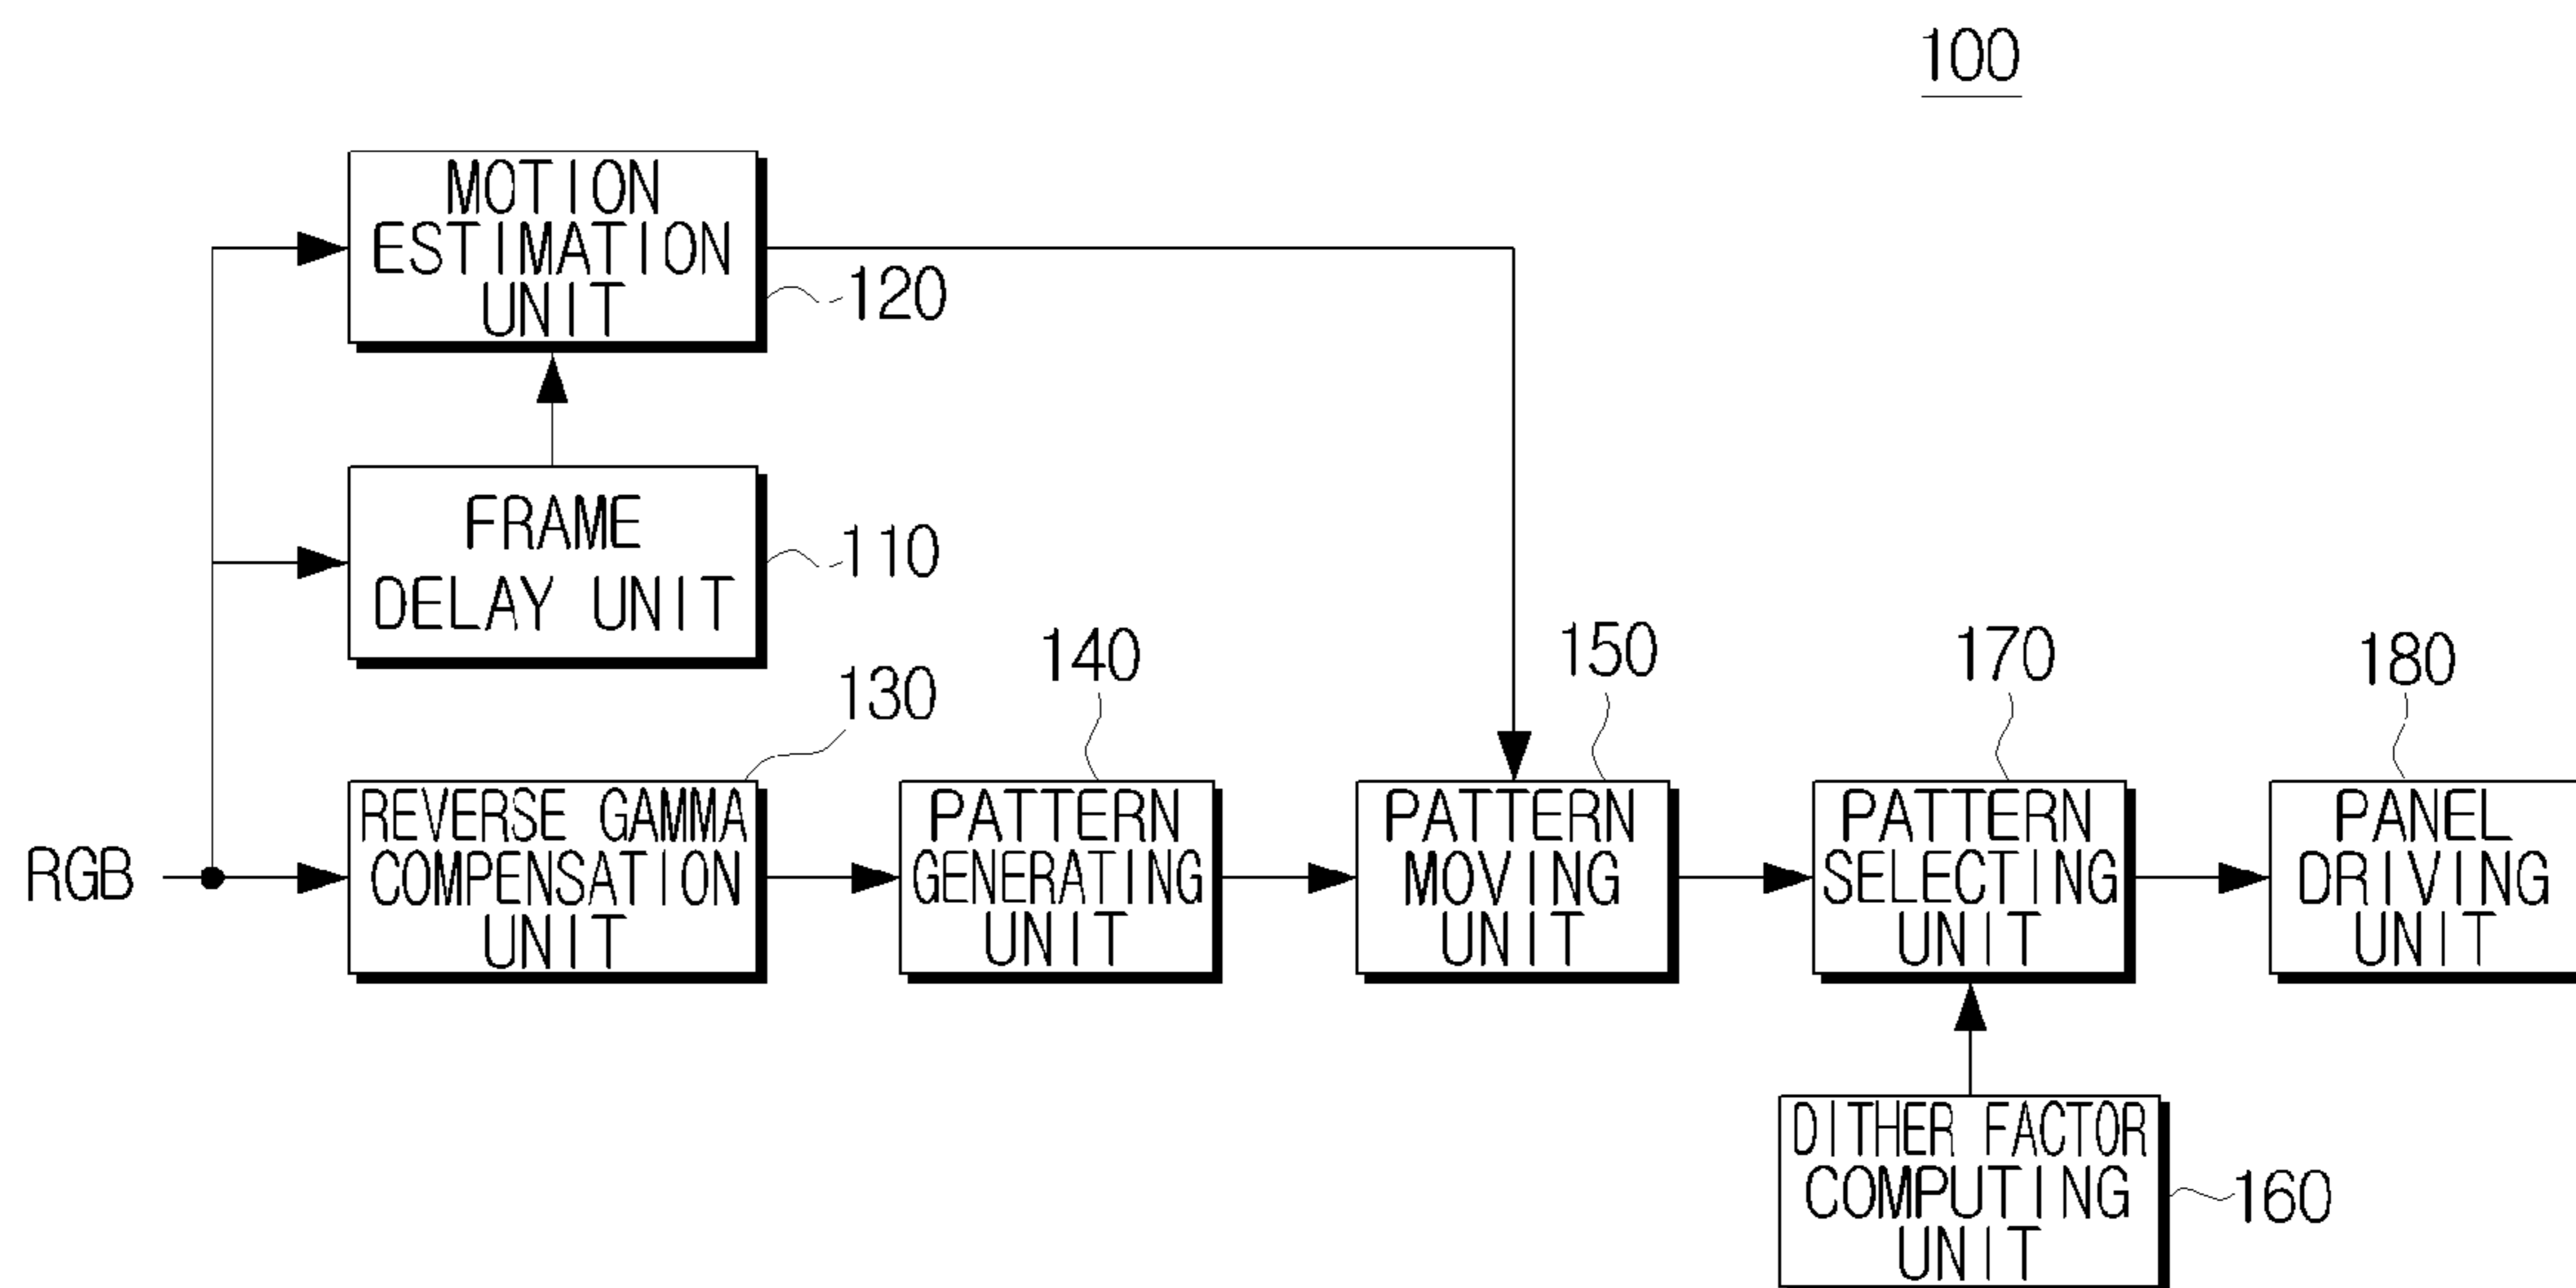 100
MOTION
ESTIMATION
UNIT
120
FRAME
DELAY UNIT
110
130
140
150
170
180
RGB
REVERSE GAMMA
COMPENSATION
UNIT
PATTERN
GENERATING
UNIT
PATTERN
MOVING
UNIT
PATTERN
SELECTING
UNIT
PANEL
DRIVING
UNIT
DITHER FACTOR
COMPUTING
UNIT
160